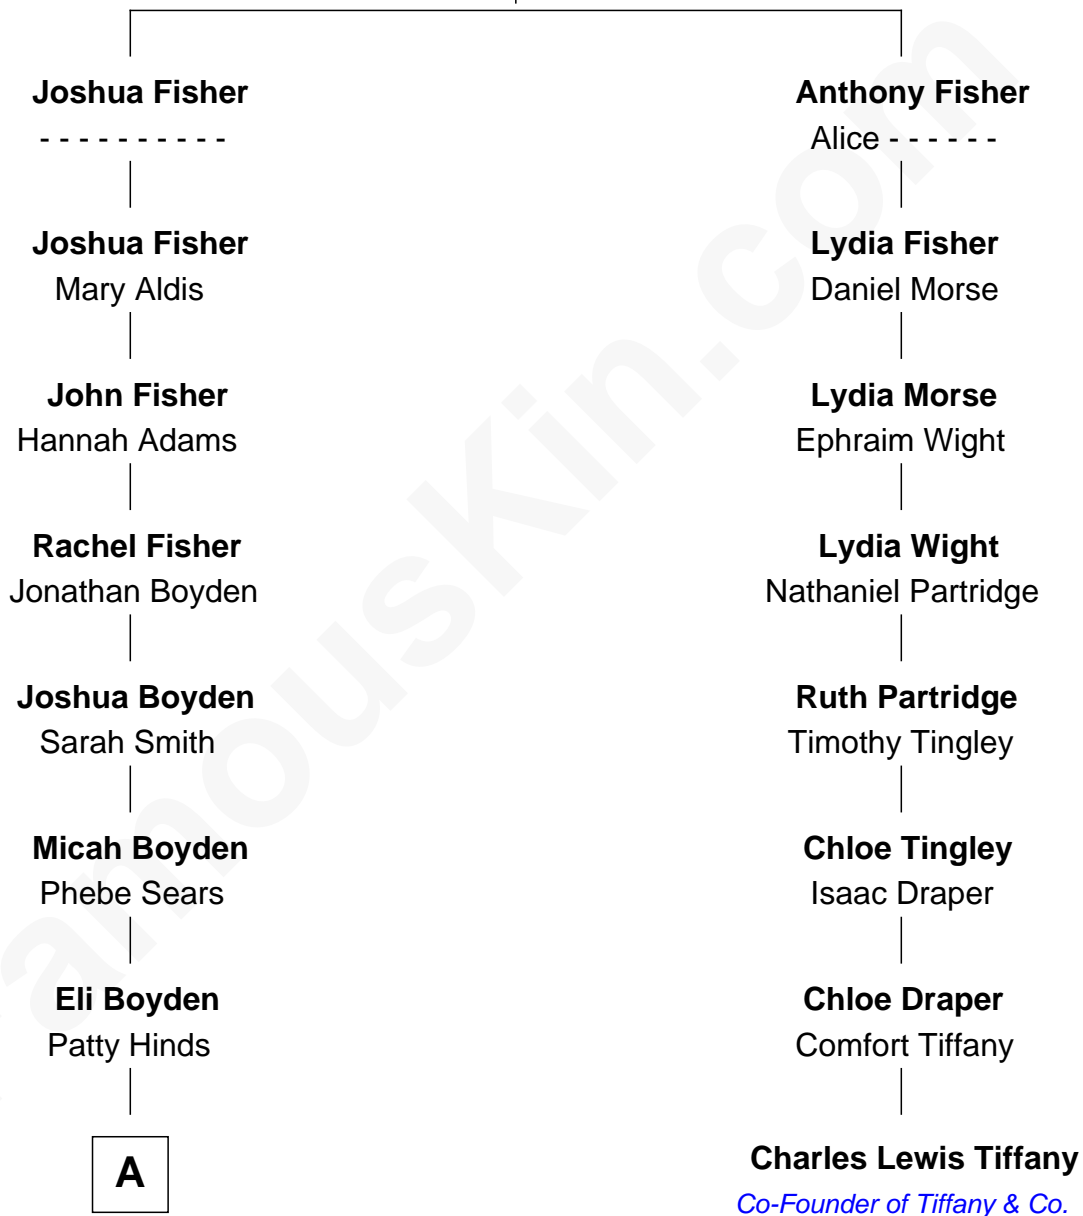 Joshua Fisher
- - - - - - - - - -
Joshua Fisher
Mary Aldis
John Fisher
Hannah Adams
Rachel Fisher
Jonathan Boyden
Joshua Boyden
Sarah Smith
Micah Boyden
Phebe Sears
Eli Boyden
Patty Hinds
A
Anthony Fisher
Alice - - - - - -
Lydia Fisher
Daniel Morse
Lydia Morse
Ephraim Wight
Lydia Wight
Nathaniel Partridge
Ruth Partridge
Timothy Tingley
Chloe Tingley
Isaac Draper
Chloe Draper
Comfort Tiffany
Charles Lewis Tiffany
Co-Founder of Tiffany & Co.
amouskin.com